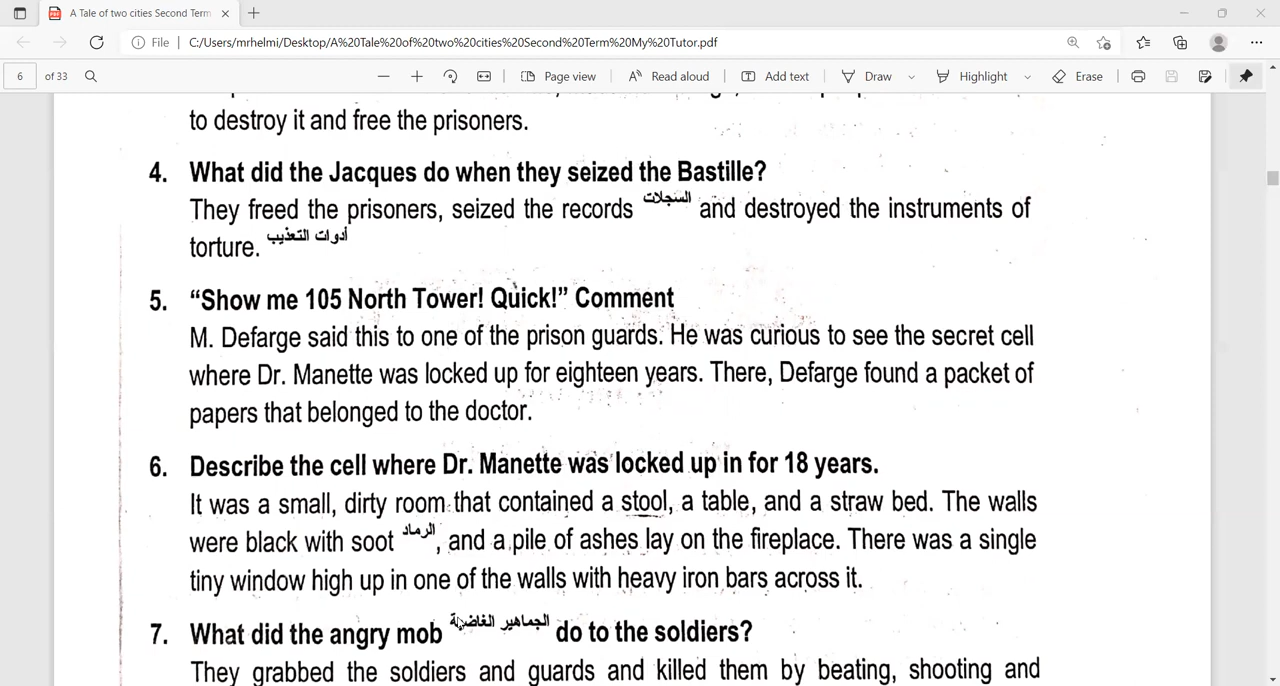 A Tale of two cities Second Term
File C:/Users/mrhelmi/Desktop/A%20Tale%20of%20two%20cities%20Second%20Term%20My%20Tutor.pdf
6 of 33 Page view Read aloud Add text Draw Highlight Erase
to destroy it and free the prisoners.
4. What did the Jacques do when they seized the Bastille?
They freed the prisoners, seized the records السجلات and destroyed the instruments of
torture. أدوات التعذيب
5. “Show me 105 North Tower! Quick!” Comment
M. Defarge said this to one of the prison guards. He was curious to see the secret cell
where Dr. Manette was locked up for eighteen years. There, Defarge found a packet of
papers that belonged to the doctor.
6. Describe the cell where Dr. Manette was locked up in for 18 years.
It was a small, dirty room that contained a stool, a table, and a straw bed. The walls
were black with soot الرماد, and a pile of ashes lay on the fireplace. There was a single
tiny window high up in one of the walls with heavy iron bars across it.
7. What did the angry mob الجماهير الغاضبة do to the soldiers?
They grabbed the soldiers and guards and killed them by beating, shooting and